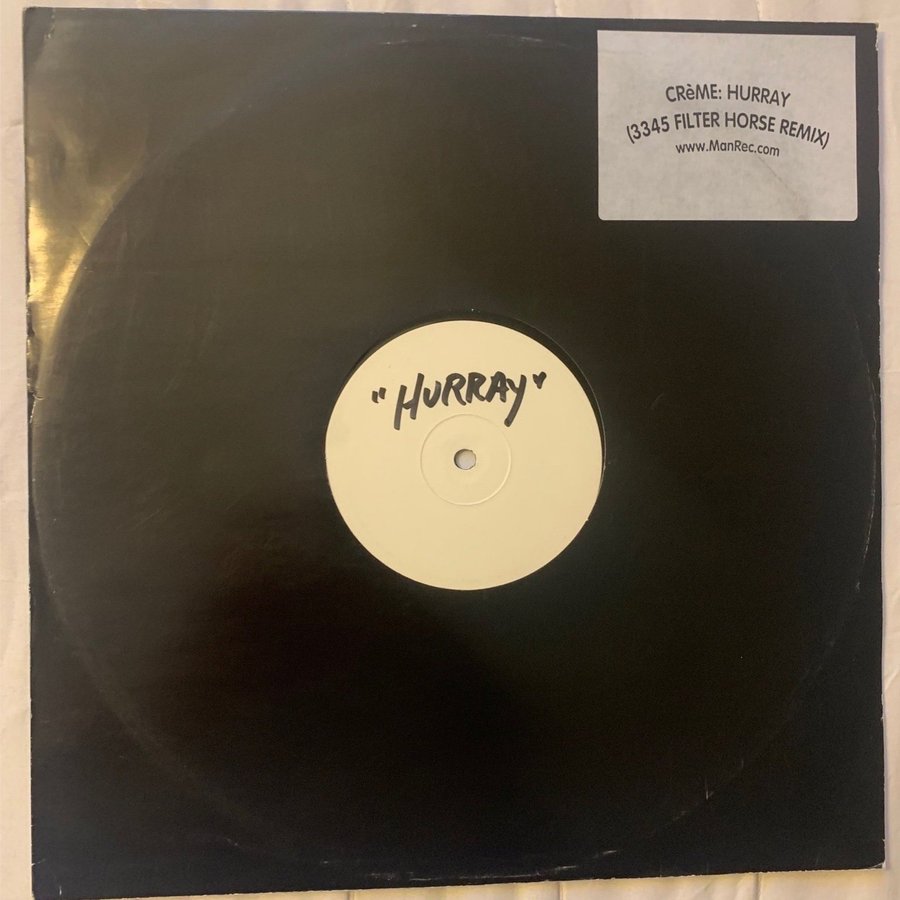 CRèME: HURRAY
(3345 FILTER HORSE REMIX)
www.ManRec.com
"HURRAY"